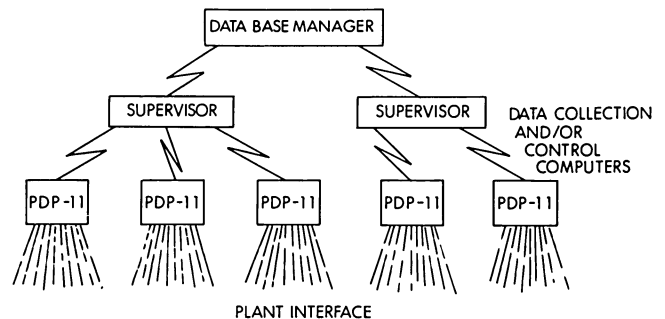 DATA BASE MANAGER
SUPERVISOR
SUPERVISOR
DATA COLLECTION
AND/OR
CONTROL
COMPUTERS
PDP-11
PDP-11
PDP-11
PDP-11
PDP-11
PLANT INTERFACE